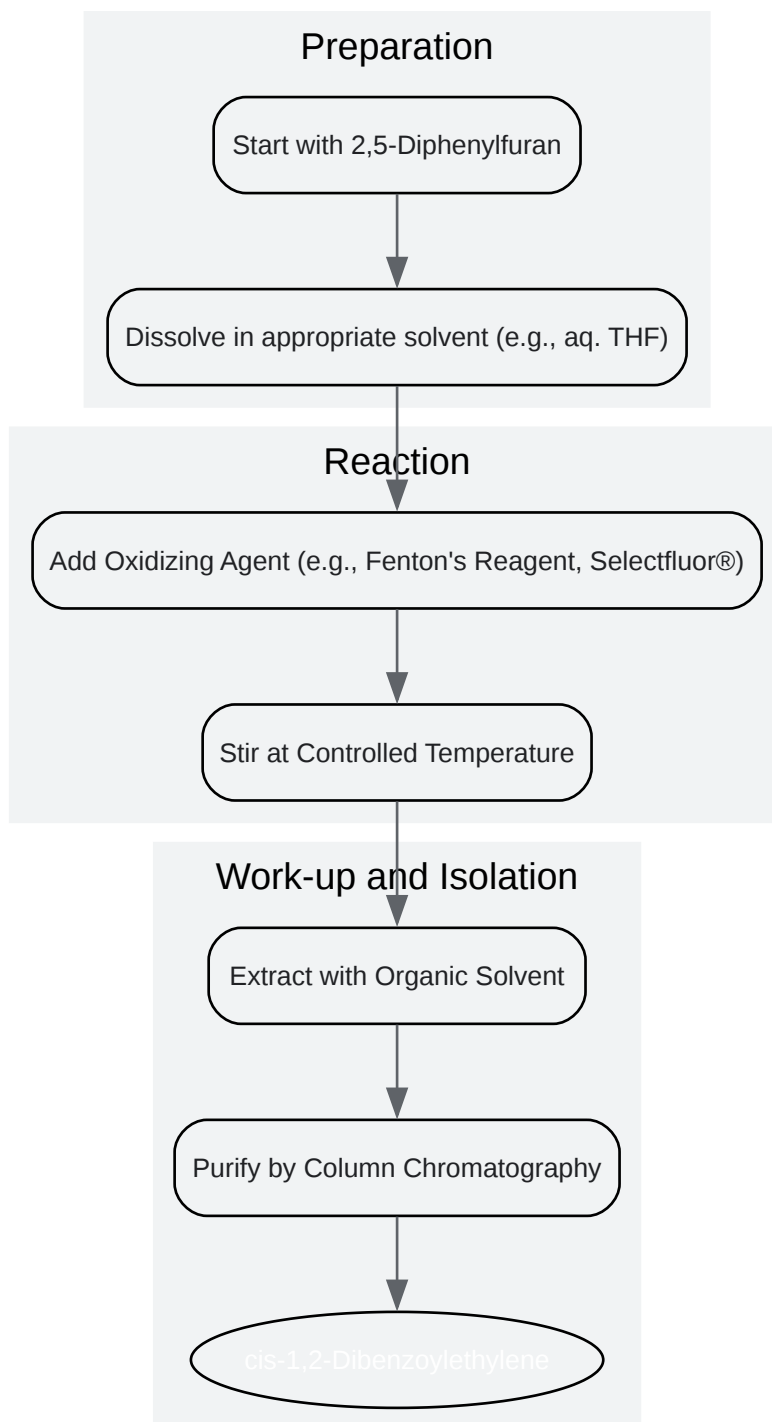 Preparation
Start with 2,5-Diphenylfuran
Dissolve in appropriate solvent (e.g., aq. THF)
Reaction
Add Oxidizing Agent (e.g., Fenton's Reagent, Selectfluor®)
Stir at Controlled Temperature
Work-up and Isolation
Extract with Organic Solvent
Purify by Column Chromatography
cis-1,2-Dibenzoylethylene